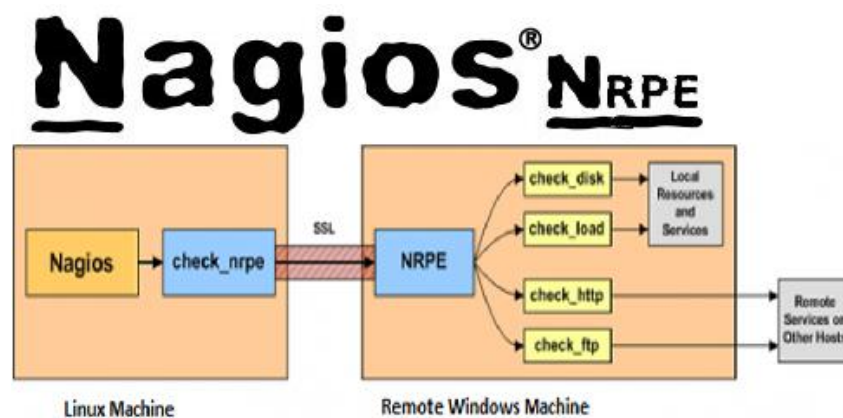 Nagios® NRPE
SSL
Nagios
check_nrpe
NRPE
check_disk
check_load
check_http
check_ftp
Local
Resources
and
Services
Remote
Services on
Other Hosts
Linux Machine
Remote Windows Machine